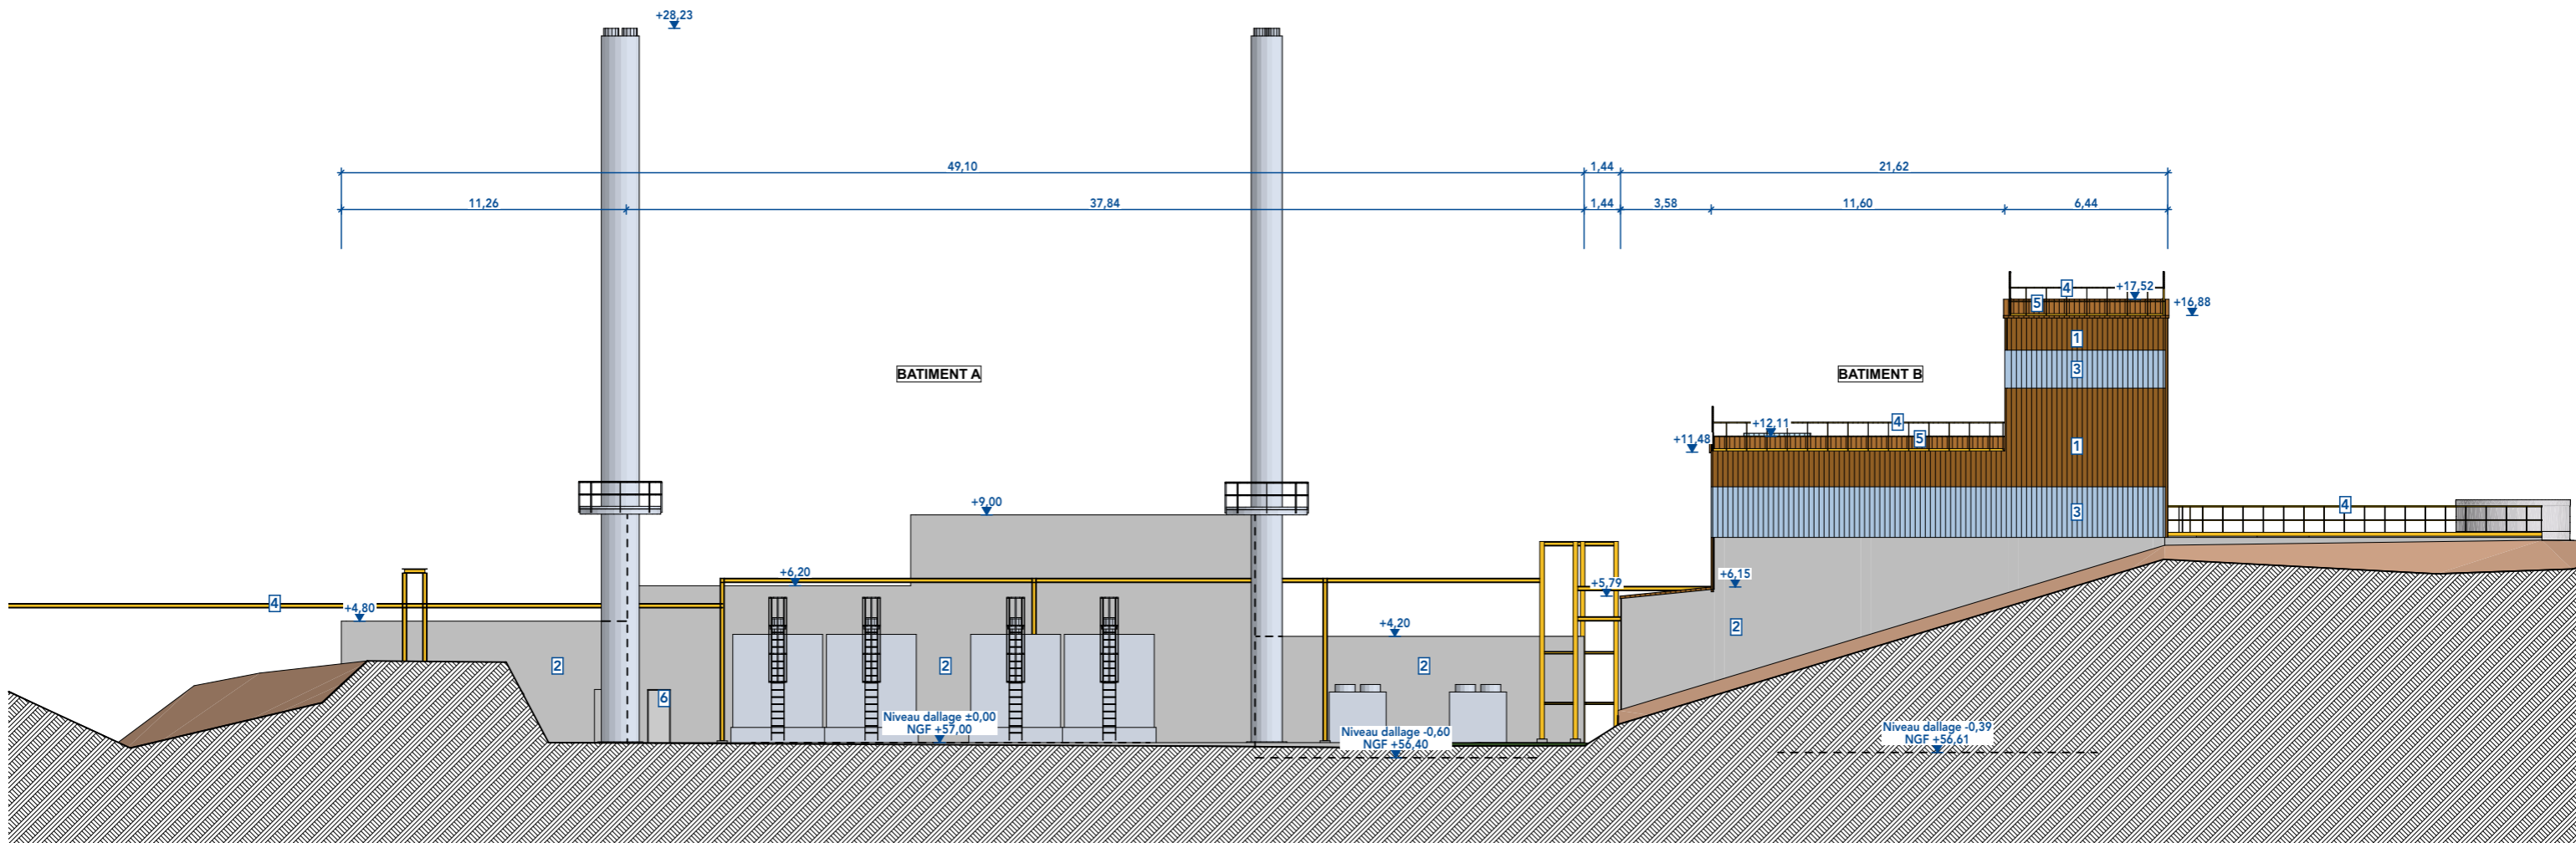 +28,23
49,10 1,44 21,62
11,26 37,84 1,44 3,58 11,60 6,44
4 +17,52
5 +16,88
1
BATIMENT A BATIMENT B
3
+12,11 4
+11,48 5
1
+9,00
4
3
+6,20 +6,15
+5,79
4 +4,80
+4,20
2
2 2 2
6
Niveau dallage ±0,00
NGF +57,00
Niveau dallage -0,60
NGF +56,40
Niveau dallage -0,39
NGF +56,61